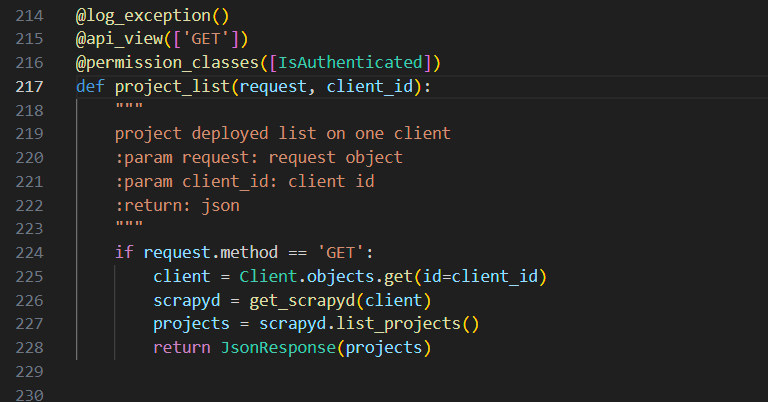 214 @log_exception()
215 @api_view(['GET'])
216 @permission_classes([IsAuthenticated])
217 def project_list(request, client_id):
218     """
219     project deployed list on one client
220     :param request: request object
221     :param client_id: client id
222     :return: json
223     """
224     if request.method == 'GET':
225         client = Client.objects.get(id=client_id)
226         scrapyd = get_scrapyd(client)
227         projects = scrapyd.list_projects()
228         return JsonResponse(projects)
229
230